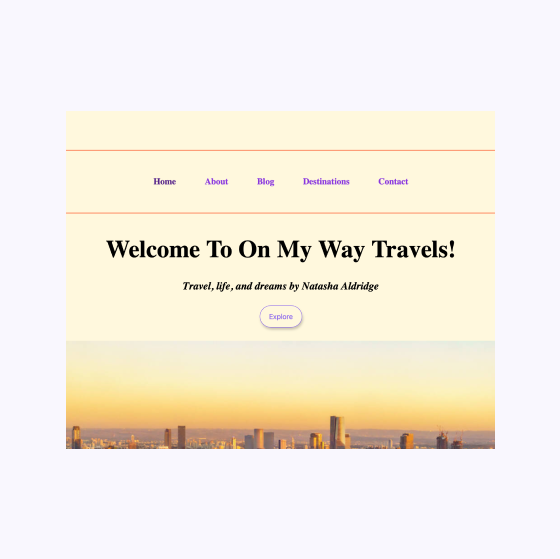 Home About Blog Destinations Contact
Welcome To On My Way Travels!
Travel, life, and dreams by Natasha Aldridge
Explore